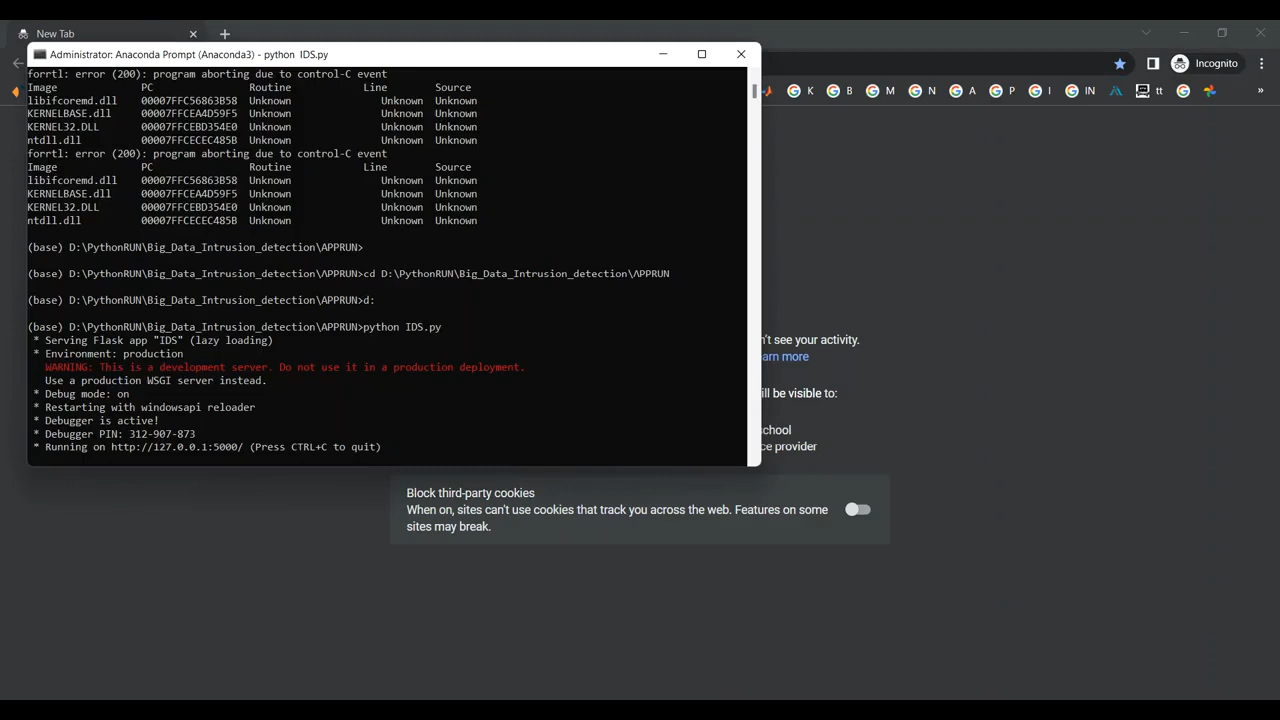 New Tab
Administrator: Anaconda Prompt (Anaconda3) - python IDS.py
Incognito
K B M N A P I IN tt »
forrtl: error (200): program aborting due to control-C event
Image PC Routine Line Source
libifcoremd.dll 00007FFC56863B58 Unknown Unknown Unknown
KERNELBASE.dll 00007FFCEA4D59F5 Unknown Unknown Unknown
KERNEL32.DLL 00007FFCEBD354E0 Unknown Unknown Unknown
ntdll.dll 00007FFCECEC485B Unknown Unknown Unknown
forrtl: error (200): program aborting due to control-C event
Image PC Routine Line Source
libifcoremd.dll 00007FFC56863B58 Unknown Unknown Unknown
KERNELBASE.dll 00007FFCEA4D59F5 Unknown Unknown Unknown
KERNEL32.DLL 00007FFCEBD354E0 Unknown Unknown Unknown
ntdll.dll 00007FFCECEC485B Unknown Unknown Unknown
(base) D:\PythonRUN\Big_Data_Intrusion_detection\APPRUN>
(base) D:\PythonRUN\Big_Data_Intrusion_detection\APPRUN>cd D:\PythonRUN\Big_Data_Intrusion_detection\APPRUN
(base) D:\PythonRUN\Big_Data_Intrusion_detection\APPRUN>d:
(base) D:\PythonRUN\Big_Data_Intrusion_detection\APPRUN>python IDS.py
* Serving Flask app "IDS" (lazy loading)
* Environment: production
WARNING: This is a development server. Do not use it in a production deployment.
Use a production WSGI server instead.
* Debug mode: on
* Restarting with windowsapi reloader
* Debugger is active!
* Debugger PIN: 312-907-873
* Running on http://127.0.0.1:5000/ (Press CTRL+C to quit)
't see your activity.
arn more
ill be visible to:
school
ce provider
Block third-party cookies
When on, sites can't use cookies that track you across the web. Features on some
sites may break.